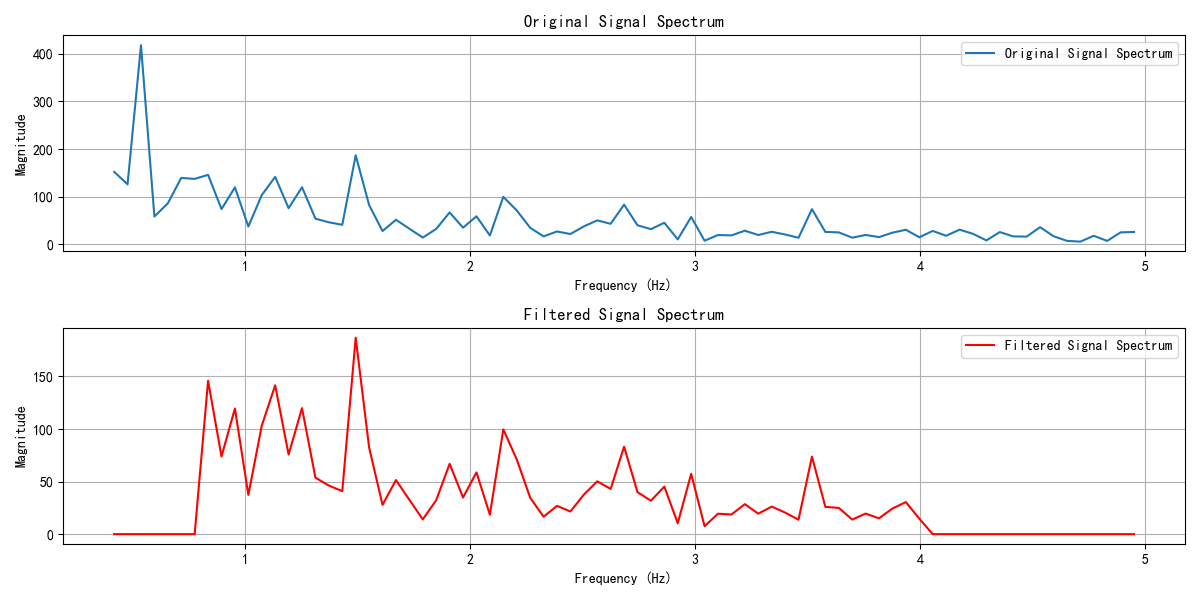 Original Signal Spectrum
Original Signal Spectrum
400
300
200
100
0
Magnitude
1 2 3 4 5
Frequency (Hz)
Filtered Signal Spectrum
Filtered Signal Spectrum
150
100
50
0
Magnitude
1 2 3 4 5
Frequency (Hz)